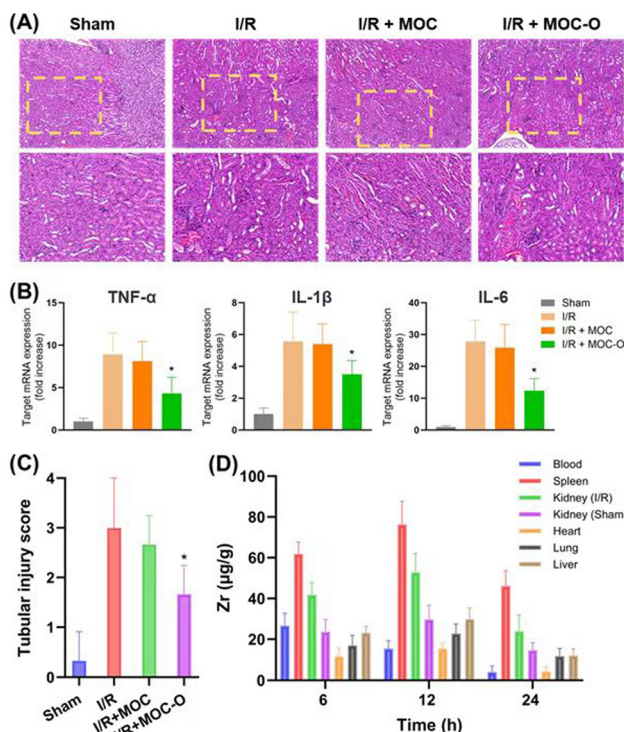 (A)
Sham I/R I/R + MOC I/R + MOC-O
(B)
TNF-α
Target mRNA expression
(fold increase)
15
10
5
0
IL-1β
Target mRNA expression
(fold increase)
8
6
4
2
0
*
IL-6
Target mRNA expression
(fold increase)
40
30
20
10
0
*
*
Sham
I/R
I/R + MOC
I/R + MOC-O
(C)
Tubular injury score
4
3
2
1
0
*
Sham
I/R
I/R+MOC
I/R+MOC-O
(D)
Zr (µg/g)
100
80
60
40
20
0
Blood
Spleen
Kidney (I/R)
Kidney (Sham)
Heart
Lung
Liver
6 12 24
Time (h)